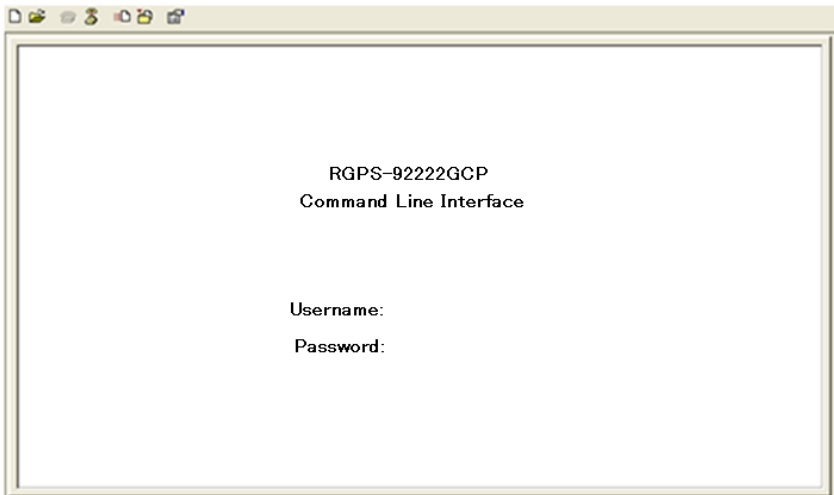 RGPS-92222GCP
Command Line Interface
Username:
Password: